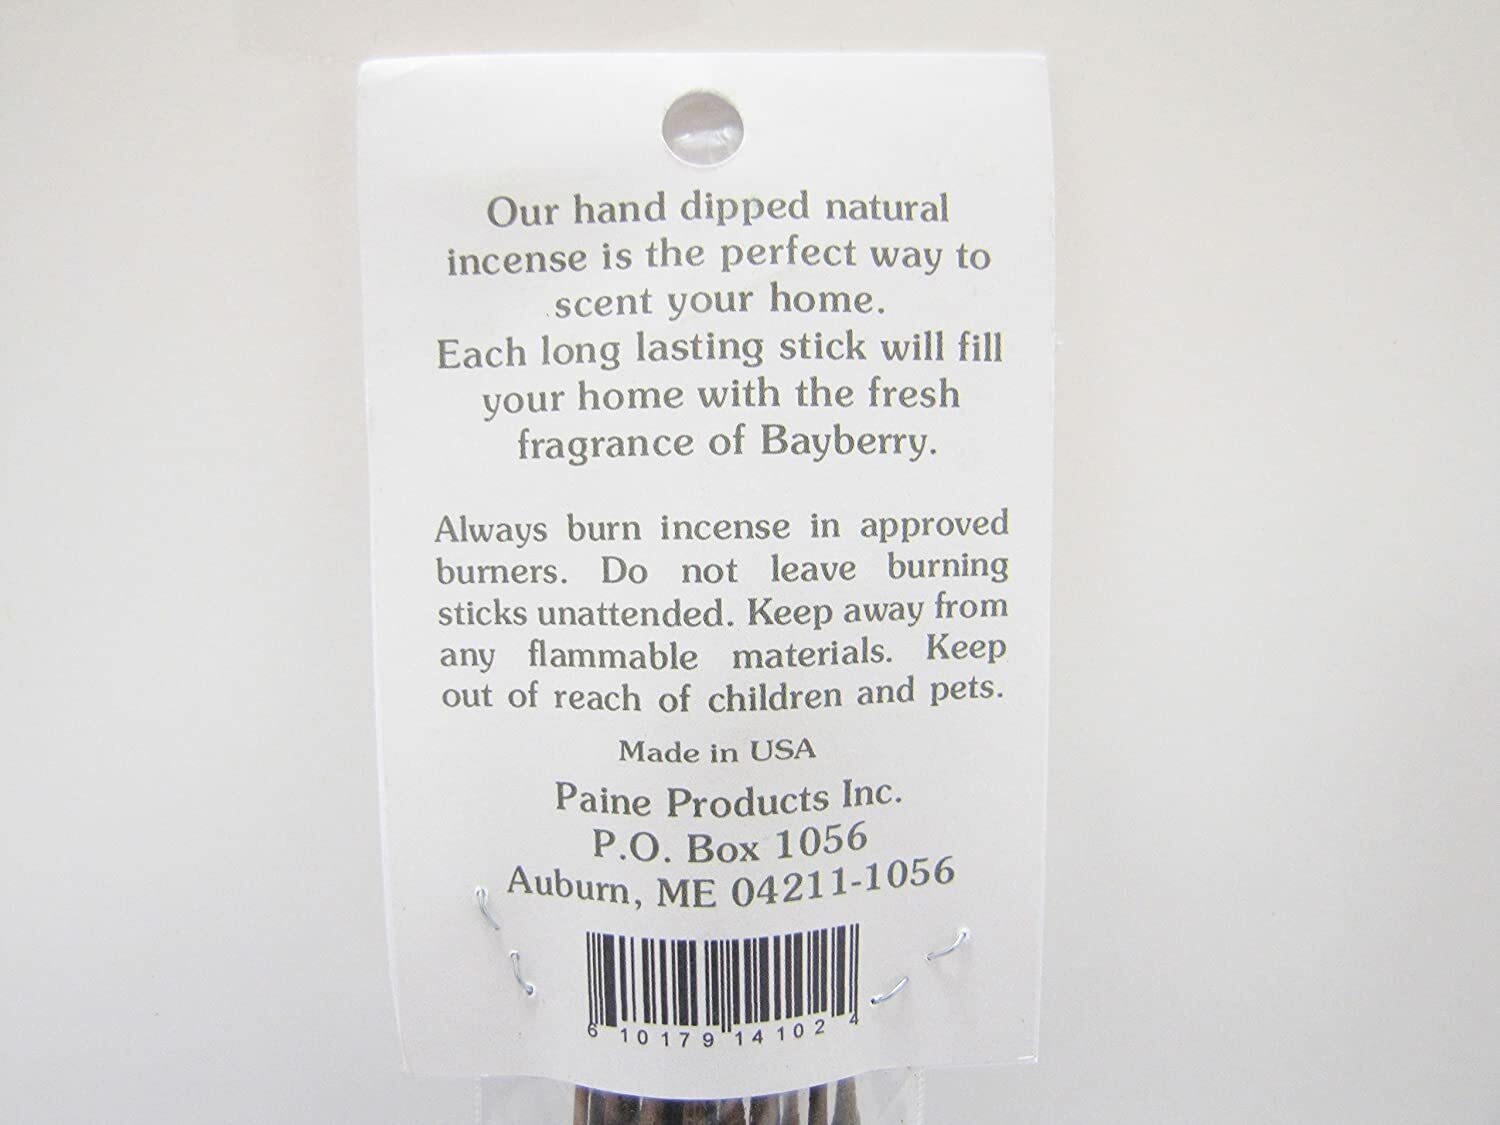 Our hand dipped natural
incense is the perfect way to
scent your home.
Each long lasting stick will fill
your home with the fresh
fragrance of Bayberry.
Always burn incense in approved
burners. Do not leave burning
sticks unattended. Keep away from
any flammable materials. Keep
out of reach of children and pets.
Made in USA
Paine Products Inc.
P.O. Box 1056
Auburn, ME 04211-1056
6 10179 14102 4